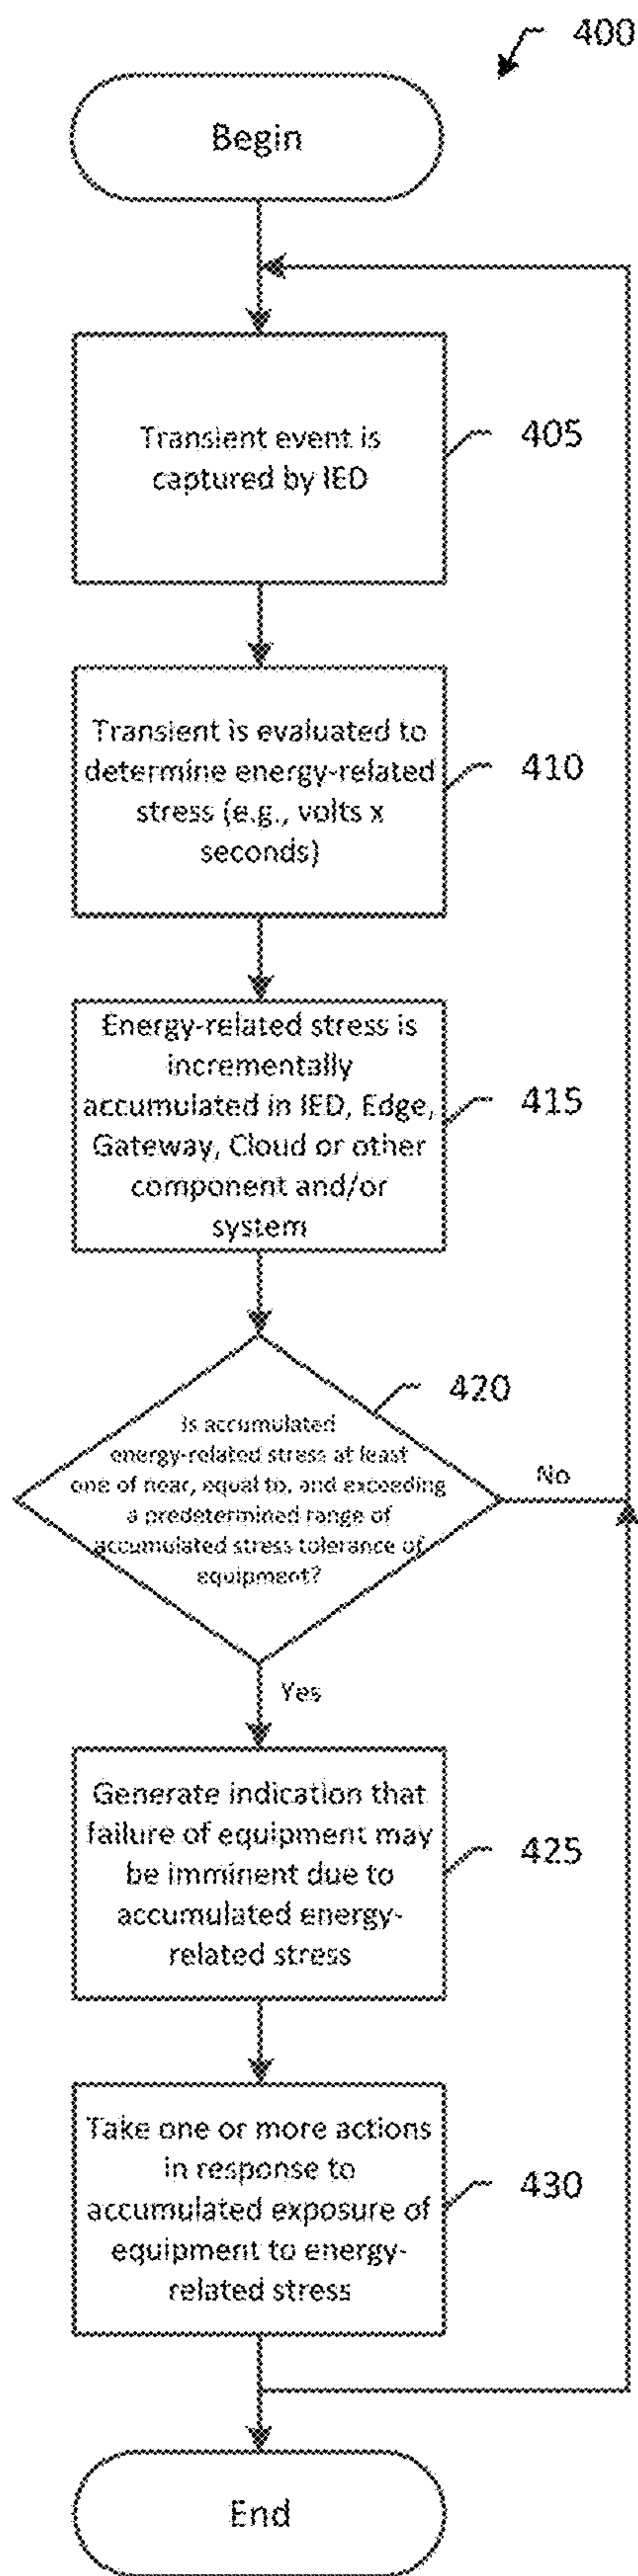 400
Begin
Transient event is
captured by IED
405
Transient is evaluated to
determine energy-related
stress (e.g., volts x
seconds)
410
Energy-related stress is
incrementally
accumulated in IED, Edge,
Gateway, Cloud or other
component and/or
system
415
420
Is accumulated
energy-related stress at least
one of near, equal to, and exceeding
a predetermined range of
accumulated stress tolerance of
equipment?
No
Yes
Generate indication that
failure of equipment may
be imminent due to
accumulated energy-
related stress
425
Take one or more actions
in response to
accumulated exposure of
equipment to energy-
related stress
430
End